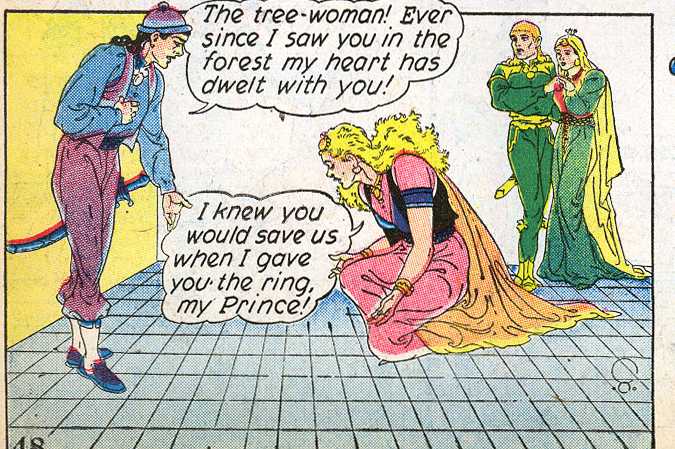 The tree-woman! Ever
since I saw you in the
forest my heart has
dwelt with you!
I knew you
would save us
when I gave
you the ring,
my Prince!
48